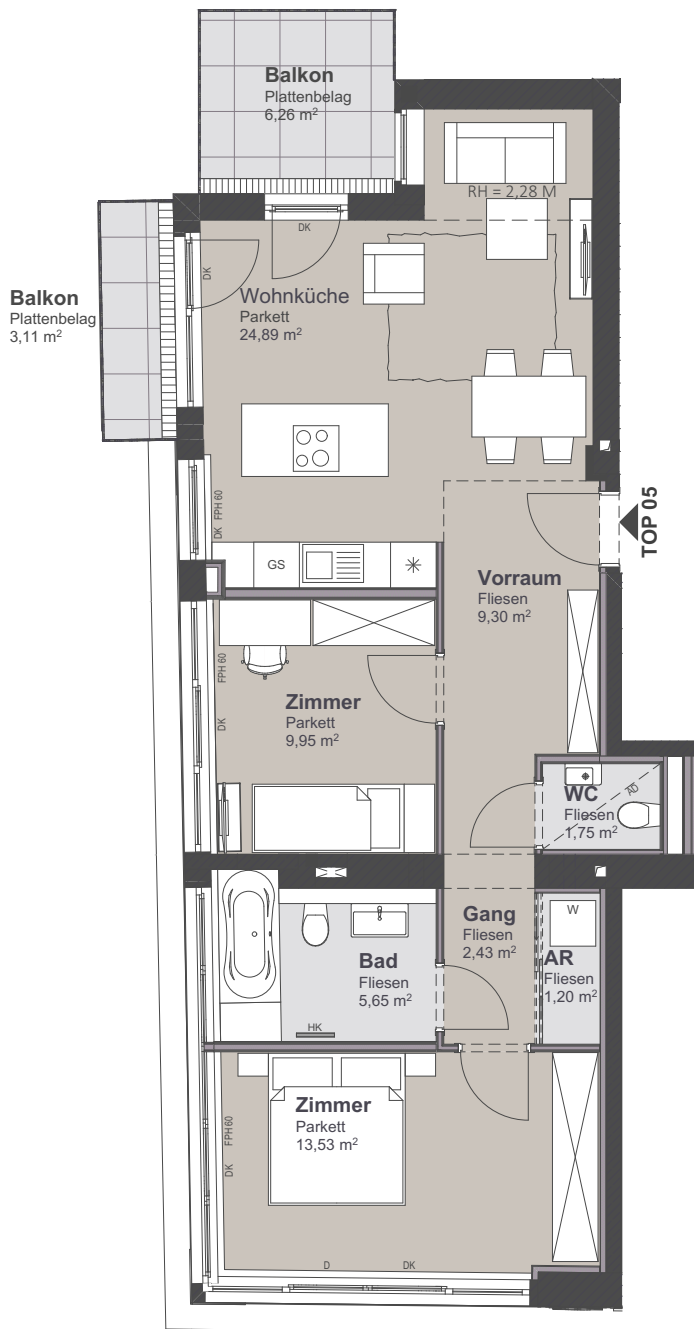 Balkon
Plattenbelag
6,26 m²
RH = 2,28 M
DK
DK
Balkon
Plattenbelag
3,11 m²
Wohnküche
Parkett
24,89 m²
DK FPH 60
GS
TOP 05
Vorraum
Fliesen
9,30 m²
FPH 60
DK
Zimmer
Parkett
9,95 m²
WC
Fliesen
1,75 m²
AD
Gang
Fliesen
2,43 m²
W
AR
Fliesen
1,20 m²
Bad
Fliesen
5,65 m²
HK
Zimmer
Parkett
13,53 m²
FPH 60
DK
D
DK